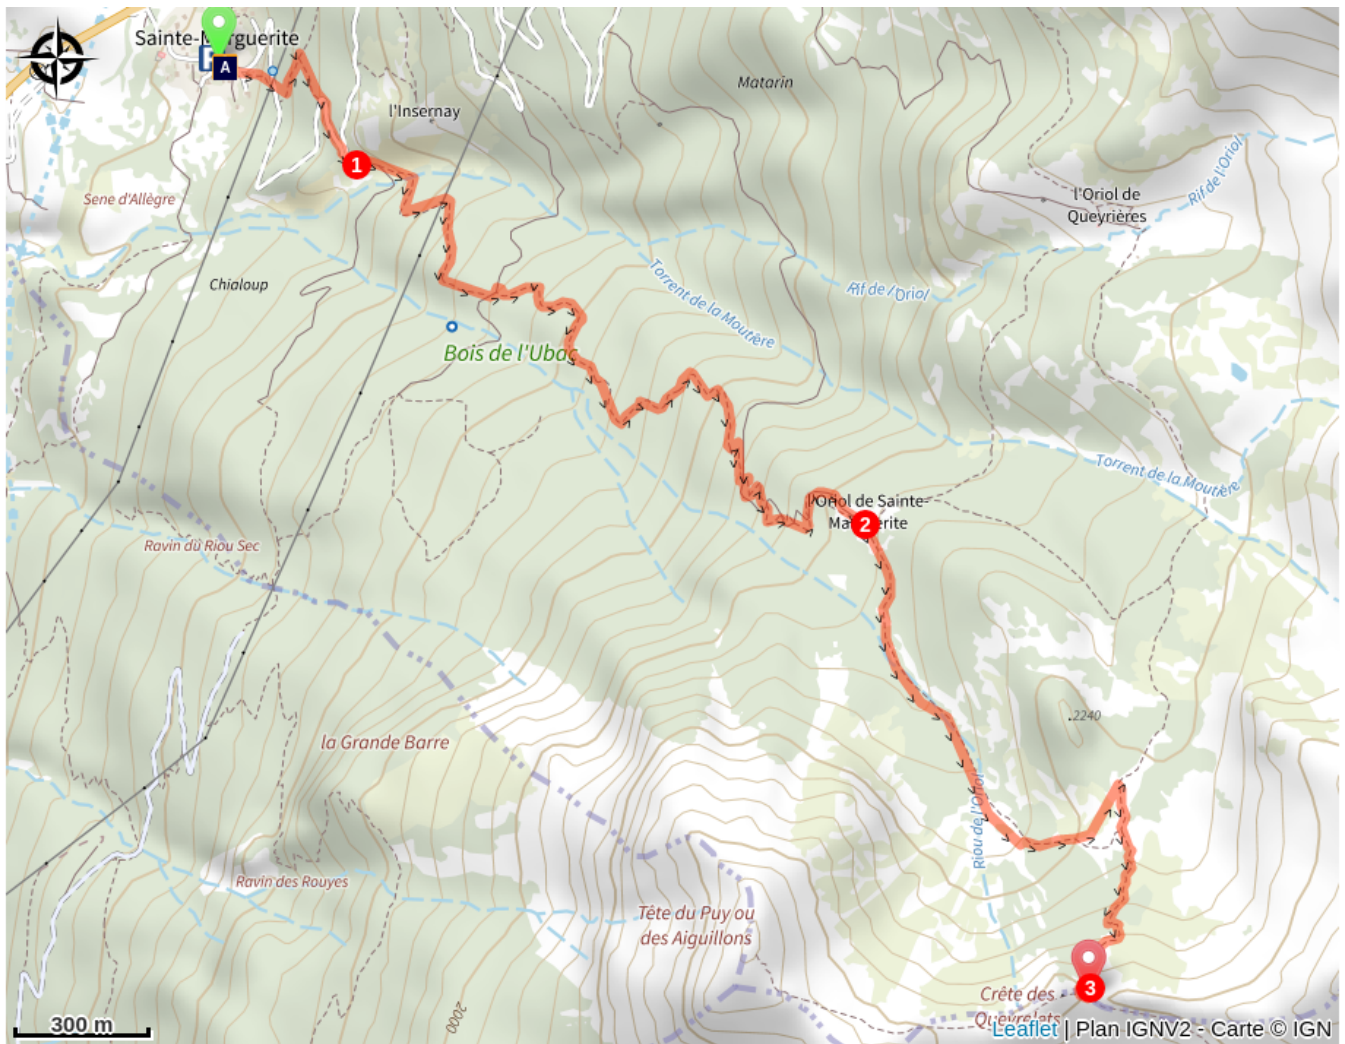 Sainte-Marguerite
P
A
Matarin
l'Insernay
1
Rif de l'Oriol
l'Oriol de
Queyrières
Sene d'Allègre
Chialoup
Torrent de la Moutière
Rif de l'Oriol
Bois de l'Ubac
Torrent de la Moutière
l'Oriol de Sainte-
Marguerite
2
Ravin du Riou Sec
.2240
la Grande Barre
Riou de l'Oriol
Ravin des Rouyes
Tête du Puy ou
des Aiguillons
3
Crête des
Queyrelets
2000
300 m
Leaflet | Plan IGNV2 - Carte © IGN